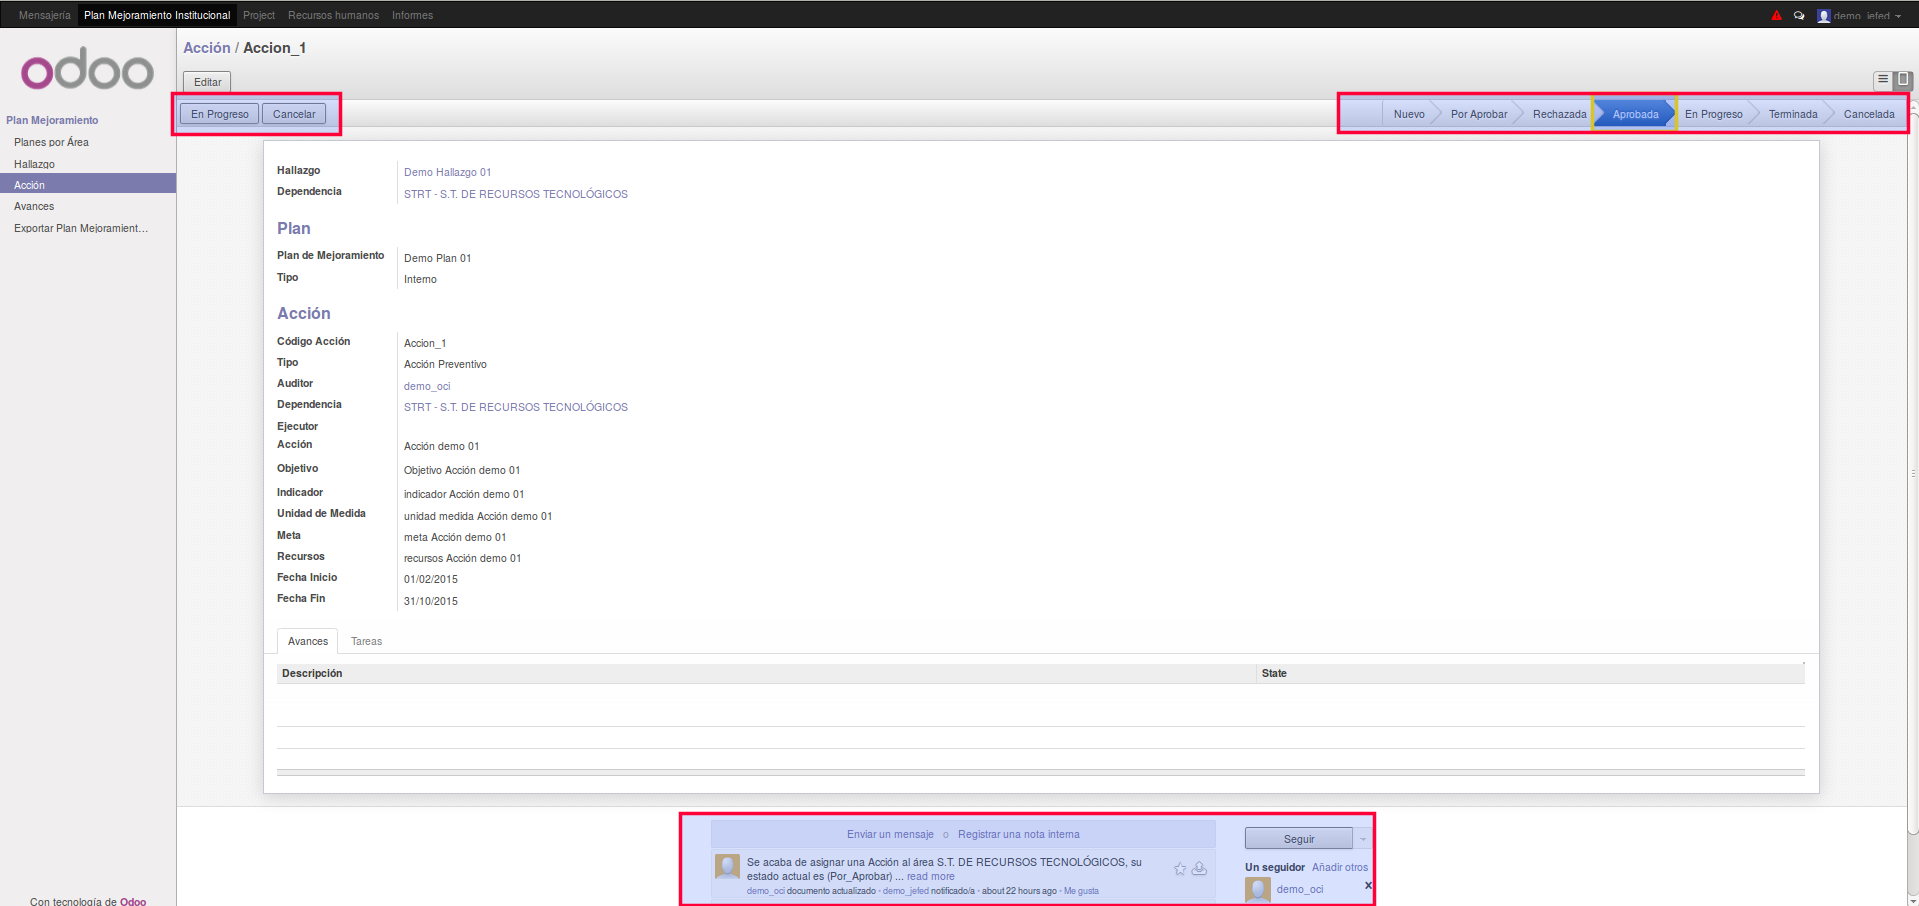 Mensajería Plan Mejoramiento Institucional Project Recursos humanos Informes demo_jefed
odoo
Acción / Accion_1
Editar
En Progreso Cancelar Nuevo Por Aprobar Rechazada Aprobada En Progreso Terminada Cancelada
Plan Mejoramiento
Planes por Área
Hallazgo
Acción
Avances
Exportar Plan Mejoramient...
Hallazgo Demo Hallazgo 01
Dependencia STRT - S.T. DE RECURSOS TECNOLÓGICOS
Plan
Plan de Mejoramiento Demo Plan 01
Tipo Interno
Acción
Código Acción Accion_1
Tipo Acción Preventivo
Auditor demo_oci
Dependencia STRT - S.T. DE RECURSOS TECNOLÓGICOS
Ejecutor
Acción Acción demo 01
Objetivo Objetivo Acción demo 01
Indicador indicador Acción demo 01
Unidad de Medida unidad medida Acción demo 01
Meta meta Acción demo 01
Recursos recursos Acción demo 01
Fecha Inicio 01/02/2015
Fecha Fin 31/10/2015
Avances Tareas
Descripción State
Enviar un mensaje o Registrar una nota interna
Se acaba de asignar una Acción al área S.T. DE RECURSOS TECNOLÓGICOS, su
estado actual es (Por_Aprobar) ... read more
demo_oci documento actualizado • demo_jefed notificado/a • about 22 hours ago • Me gusta
Seguir
Un seguidor Añadir otros
demo_oci x
Con tecnología de Odoo